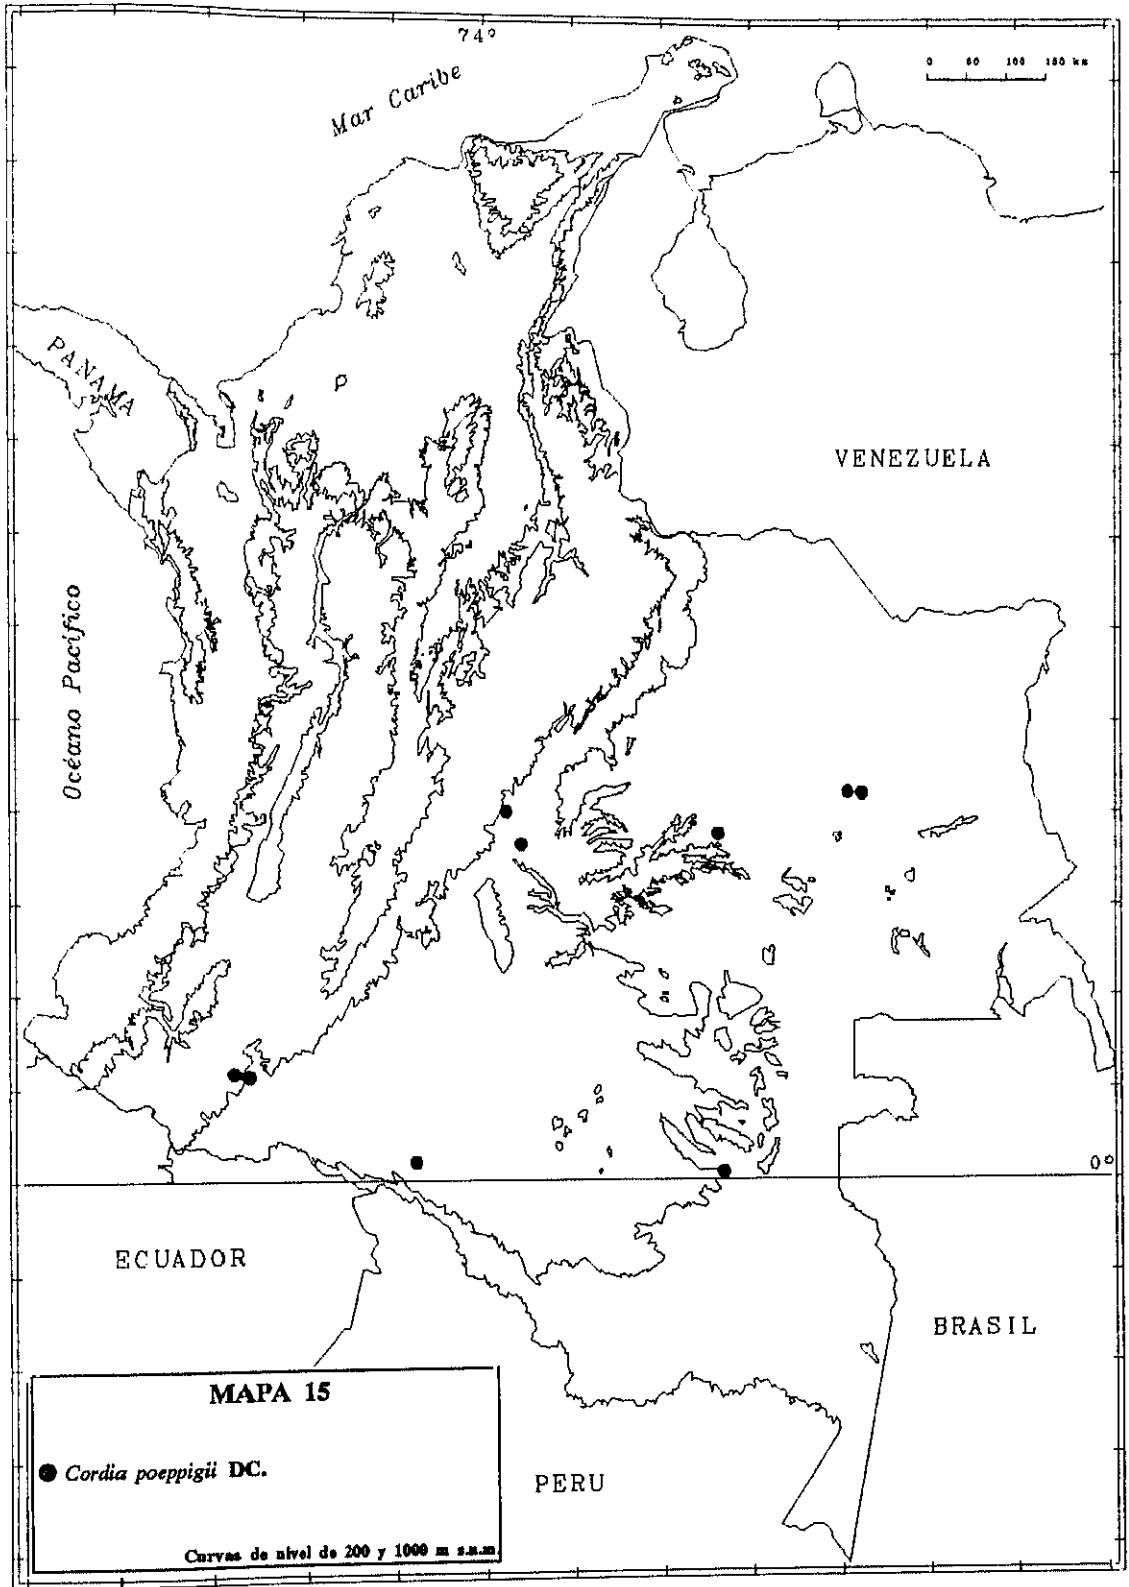 74°
0 50 100 150 km
Mar Caribe
PANAMA
VENEZUELA
Océano Pacífico
0°
ECUADOR
BRASIL
MAPA 15
Cordia poeppigii DC.
PERU
Curvas de nivel de 200 y 1000 m s.n.m.